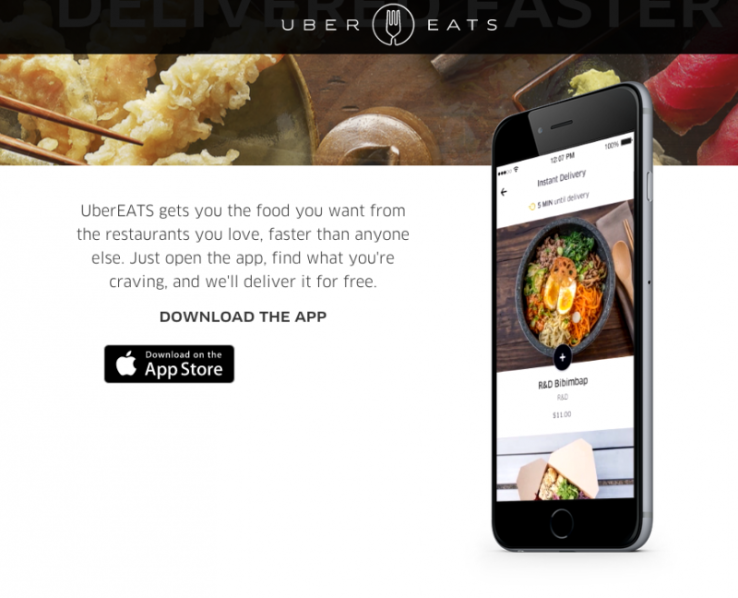 DELIVERED FASTER
UBER EATS
UberEATS gets you the food you want from
the restaurants you love, faster than anyone
else. Just open the app, find what you're
craving, and we'll deliver it for free.
DOWNLOAD THE APP
Download on the
App Store
12:07 PM
100%
Instant Delivery
5 MIN until delivery
+
R&D Bibimbap
R&D
$11.00